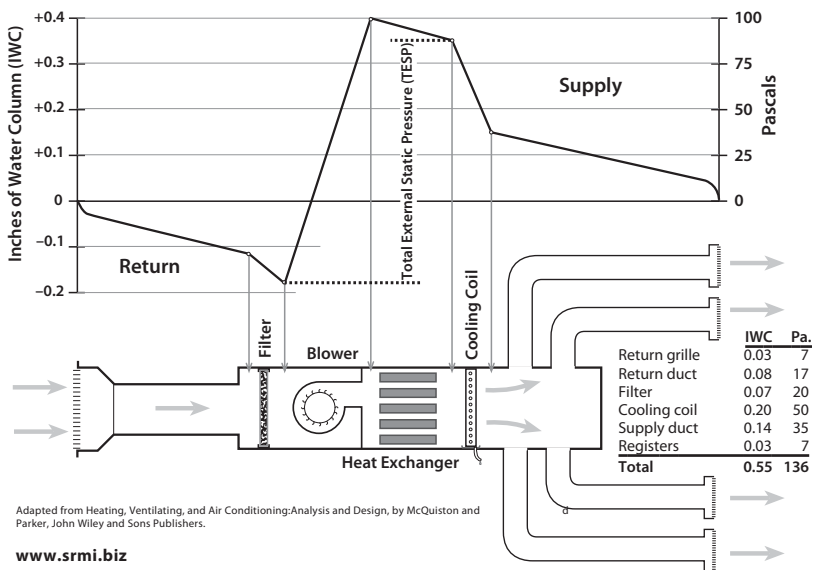 +0.4
+0.3
+0.2
+0.1
0
−0.1
−0.2
Inches of Water Column (IWC)
100
75
50
25
0
Pascals
Supply
Return
Total External Static Pressure (TESP)
Filter
Blower
Cooling Coil
Heat Exchanger
IWC Pa.
Return grille 0.03 7
Return duct 0.08 17
Filter 0.07 20
Cooling coil 0.20 50
Supply duct 0.14 35
Registers 0.03 7
Total 0.55 136
d
Adapted from Heating, Ventilating, and Air Conditioning:Analysis and Design, by McQuiston and
Parker, John Wiley and Sons Publishers.
www.srmi.biz